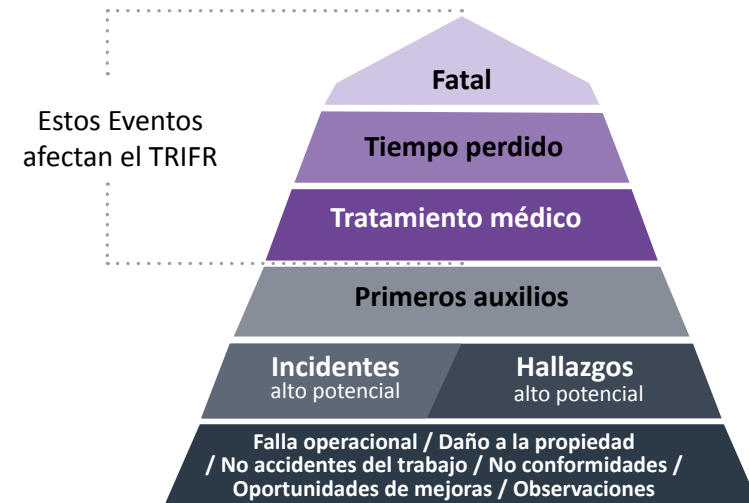 Fatal
Estos Eventos
afectan el TRIFR
Tiempo perdido
Tratamiento médico
Primeros auxilios
Incidentes
alto potencial
Hallazgos
alto potencial
Falla operacional / Daño a la propiedad
/ No accidentes del trabajo / No conformidades /
Oportunidades de mejoras / Observaciones